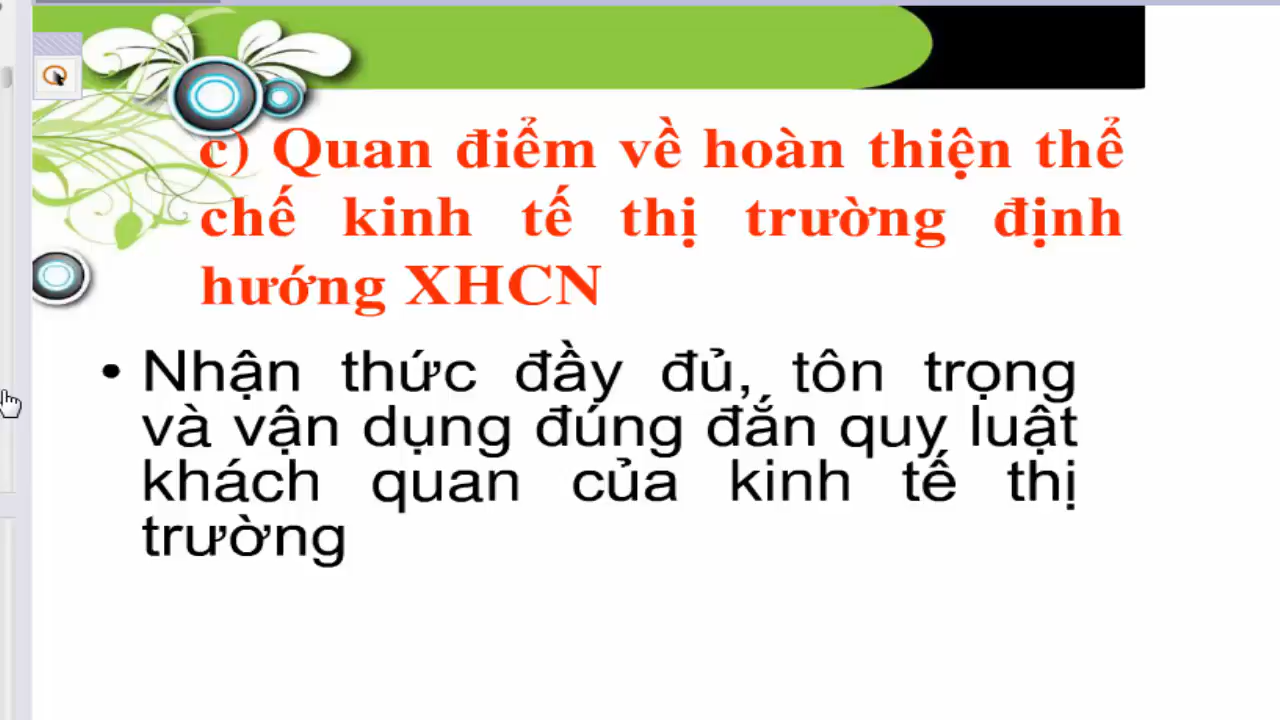 c) Quan điểm về hoàn thiện thể
chế kinh tế thị trường định
hướng XHCN
• Nhận thức đầy đủ, tôn trọng
và vận dụng đúng đắn quy luật
khách quan của kinh tế thị
trường